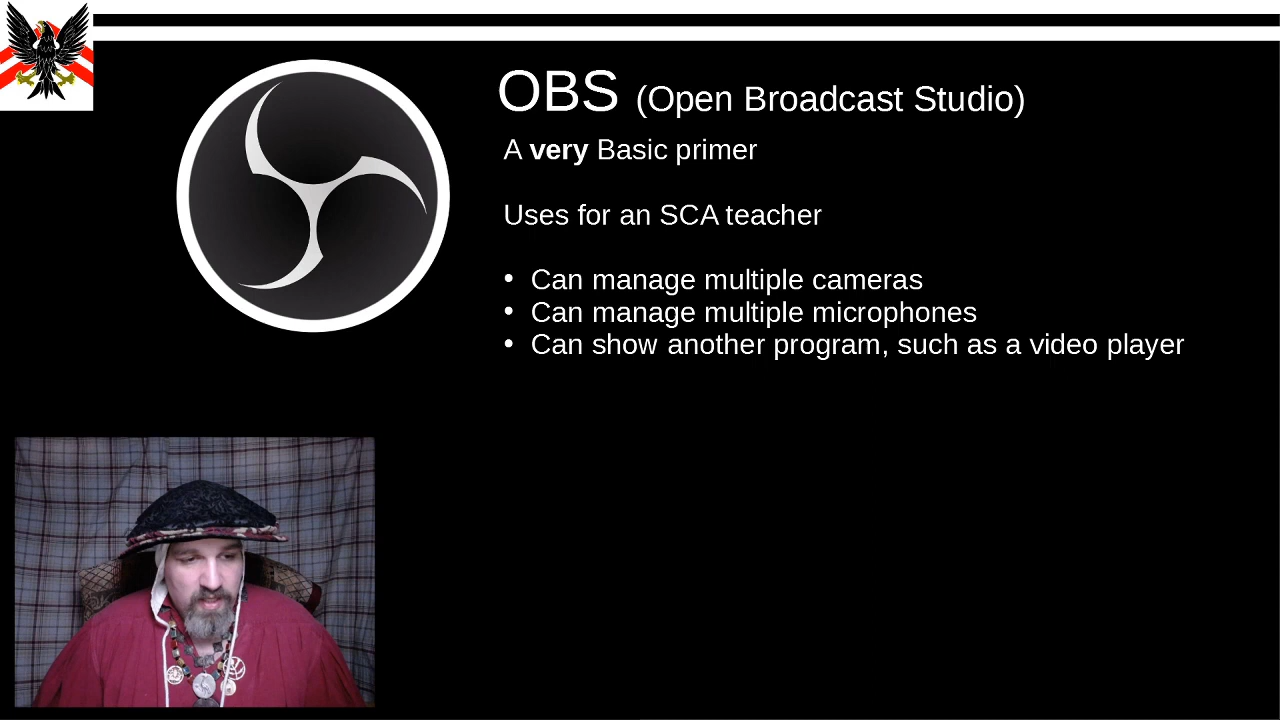 OBS (Open Broadcast Studio)
A very Basic primer
Uses for an SCA teacher
• Can manage multiple cameras
• Can manage multiple microphones
• Can show another program, such as a video player